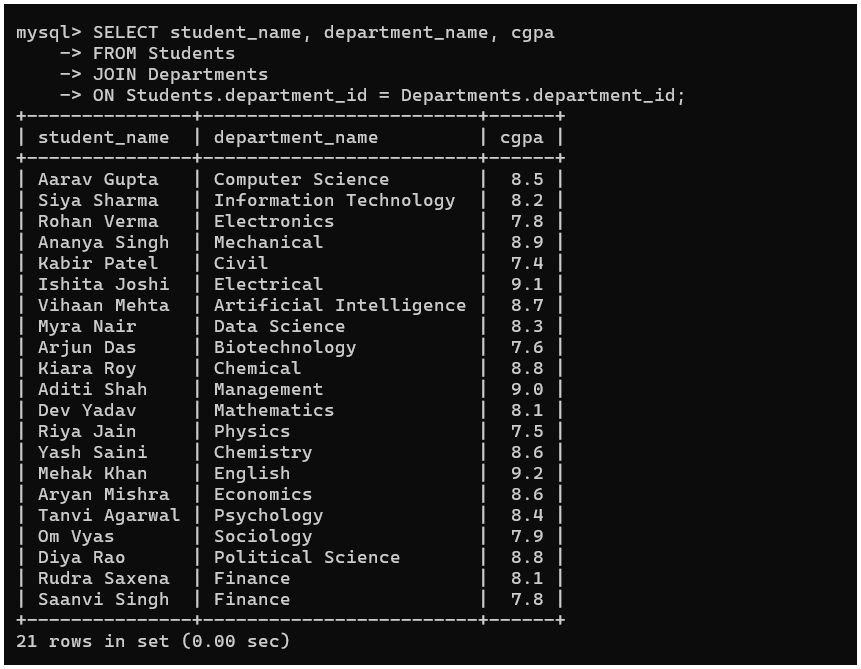 mysql> SELECT student_name, department_name, cgpa
    -> FROM Students
    -> JOIN Departments
    -> ON Students.department_id = Departments.department_id;
+---------------+-------------------------+------+
| student_name  | department_name         | cgpa |
+---------------+-------------------------+------+
| Aarav Gupta   | Computer Science        |  8.5 |
| Siya Sharma   | Information Technology  |  8.2 |
| Rohan Verma   | Electronics             |  7.8 |
| Ananya Singh  | Mechanical              |  8.9 |
| Kabir Patel   | Civil                   |  7.4 |
| Ishita Joshi  | Electrical              |  9.1 |
| Vihaan Mehta  | Artificial Intelligence |  8.7 |
| Myra Nair     | Data Science            |  8.3 |
| Arjun Das     | Biotechnology           |  7.6 |
| Kiara Roy     | Chemical                |  8.8 |
| Aditi Shah    | Management              |  9.0 |
| Dev Yadav     | Mathematics             |  8.1 |
| Riya Jain     | Physics                 |  7.5 |
| Yash Saini    | Chemistry               |  8.6 |
| Mehak Khan    | English                 |  9.2 |
| Aryan Mishra  | Economics               |  8.6 |
| Tanvi Agarwal | Psychology              |  8.4 |
| Om Vyas       | Sociology               |  7.9 |
| Diya Rao      | Political Science       |  8.8 |
| Rudra Saxena  | Finance                 |  8.1 |
| Saanvi Singh  | Finance                 |  7.8 |
+---------------+-------------------------+------+
21 rows in set (0.00 sec)